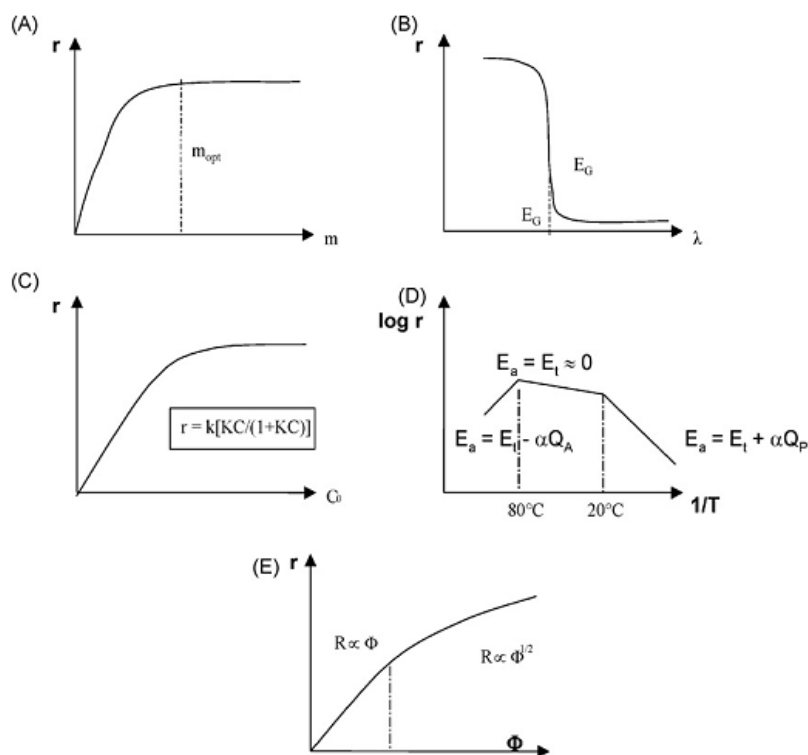 (A)
r
m_opt
m
(B)
r
E_G
E_G
λ
(C)
r
r = k[KC/(1+KC)]
C_0
(D)
log r
E_a = E_t ≈ 0
E_a = E_t - αQ_A
E_a = E_t + αQ_P
80°C
20°C
1/T
(E)
r
R∝Φ
R∝Φ^1/2
Φ